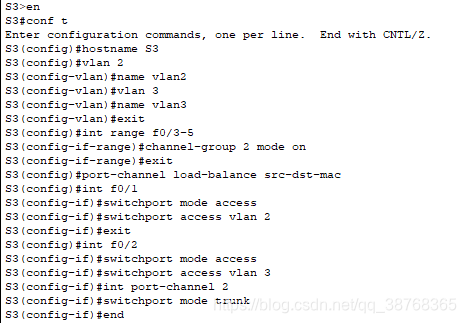 S3>en
S3#conf t
Enter configuration commands, one per line.  End with CNTL/Z.
S3(config)#hostname S3
S3(config)#vlan 2
S3(config-vlan)#name vlan2
S3(config-vlan)#vlan 3
S3(config-vlan)#name vlan3
S3(config-vlan)#exit
S3(config)#int range f0/3-5
S3(config-if-range)#channel-group 2 mode on
S3(config-if-range)#exit
S3(config)#port-channel load-balance src-dst-mac
S3(config)#int f0/1
S3(config-if)#switchport mode access
S3(config-if)#switchport access vlan 2
S3(config-if)#exit
S3(config)#int f0/2
S3(config-if)#switchport mode access
S3(config-if)#switchport access vlan 3
S3(config-if)#int port-channel 2
S3(config-if)#switchport mode trunk
S3(config-if)#end
https://blog.csdn.net/qq_38768365